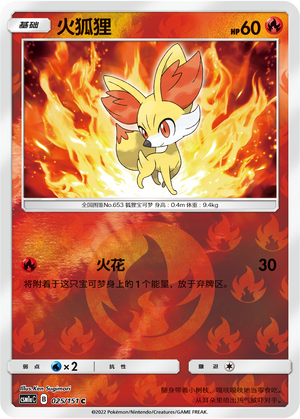 基础 火狐狸 HP60
全国图鉴No.653 狐狸宝可梦 身高：0.4m 体重：9.4kg
火花 30
将附着于这只宝可梦身上的1个能量，放于弃牌区。
弱点 ×2 抗性 撤退
Illus.Ken Sugimori
csm1aC D 025/151 C
©2022 Pokémon/Nintendo/Creatures/GAME FREAK.